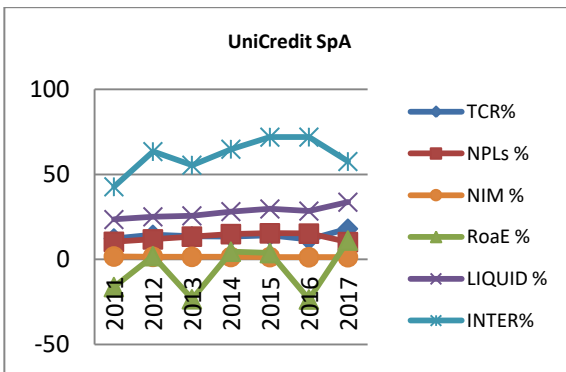 UniCredit SpA
100
50
0
-50
2011
2012
2013
2014
2015
2016
2017
TCR%
NPLs %
NIM %
RoaE %
LIQUID %
INTER%